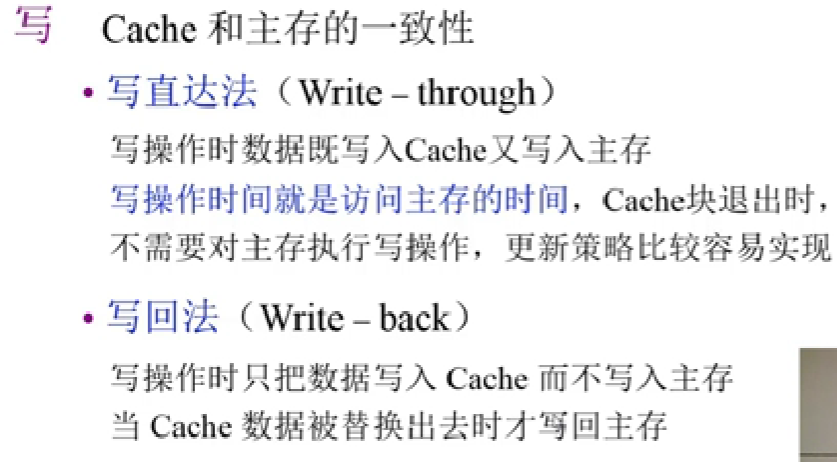 写 Cache 和主存的一致性
• 写直达法（Write – through）
写操作时数据既写入Cache又写入主存
写操作时间就是访问主存的时间，Cache块退出时，
不需要对主存执行写操作，更新策略比较容易实现
• 写回法（Write – back）
写操作时只把数据写入 Cache 而不写入主存
当 Cache 数据被替换出去时才写回主存